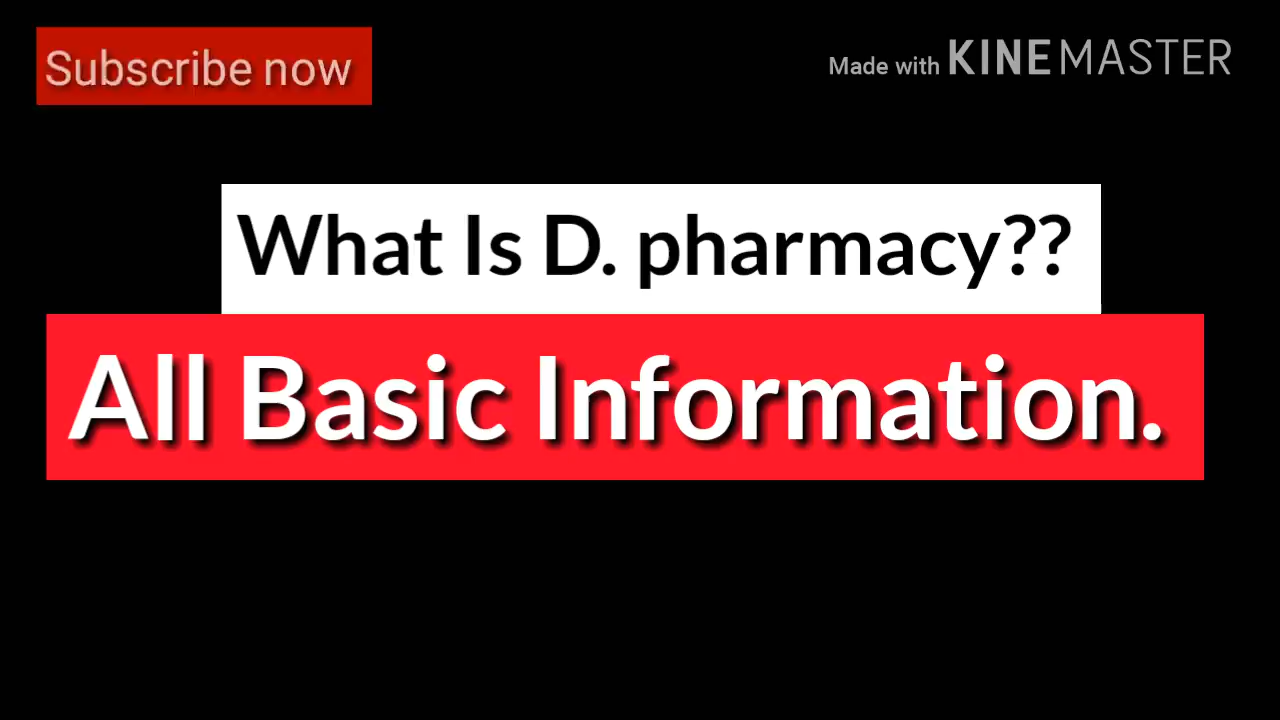 Subscribe now
Made with KINEMASTER
What Is D. pharmacy??
All Basic Information.